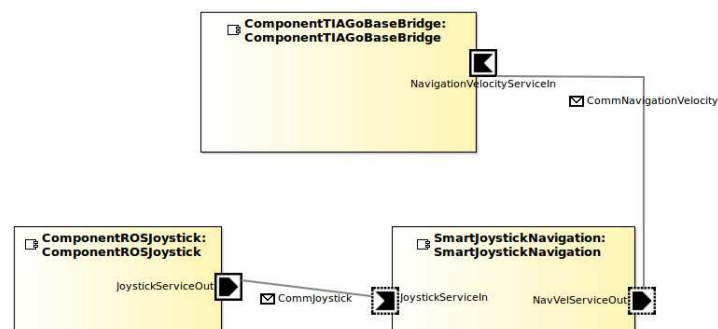 ComponentTIAGoBaseBridge:
ComponentTIAGoBaseBridge
NavigationVelocityServiceIn
CommNavigationVelocity
ComponentROSJoystick:
ComponentROSJoystick
JoystickServiceOut
CommJoystick
SmartJoystickNavigation:
SmartJoystickNavigation
JoystickServiceIn
NavVelServiceOut